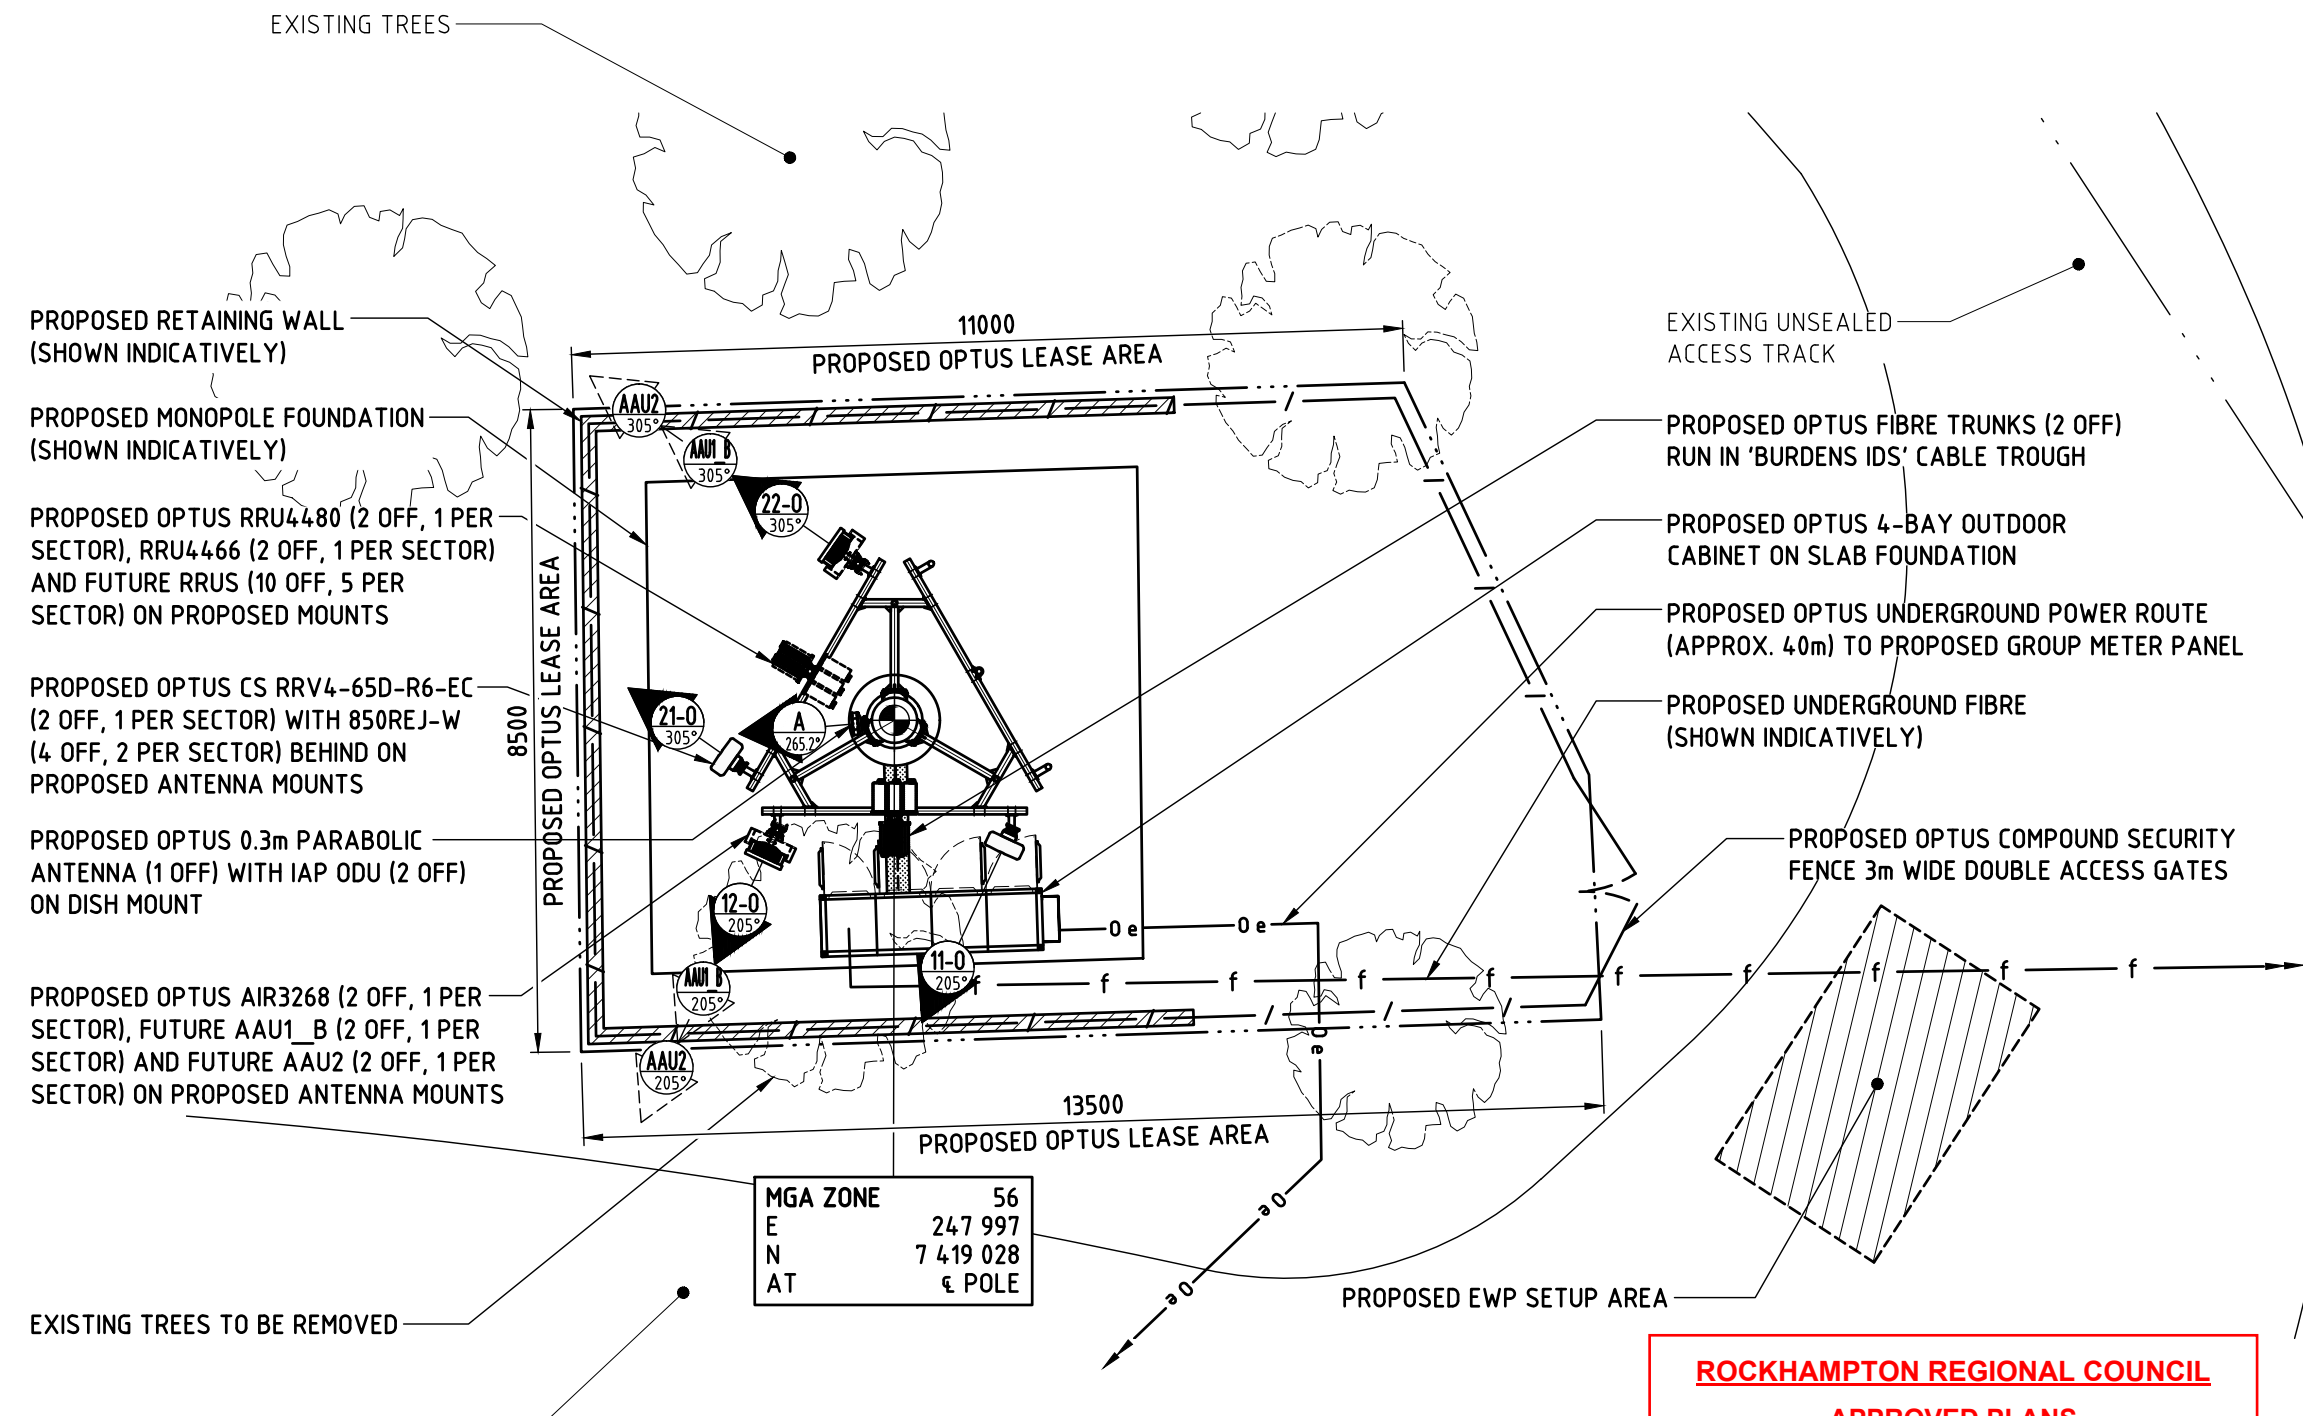 EXISTING TREES
PROPOSED RETAINING WALL
(SHOWN INDICATIVELY)
PROPOSED MONOPOLE FOUNDATION
(SHOWN INDICATIVELY)
PROPOSED OPTUS RRU4480 (2 OFF, 1 PER
SECTOR), RRU4466 (2 OFF, 1 PER SECTOR)
AND FUTURE RRUS (10 OFF, 5 PER
SECTOR) ON PROPOSED MOUNTS
PROPOSED OPTUS CS RRV4-65D-R6-EC
(2 OFF, 1 PER SECTOR) WITH 850REJ-W
(4 OFF, 2 PER SECTOR) BEHIND ON
PROPOSED ANTENNA MOUNTS
PROPOSED OPTUS 0.3m PARABOLIC
ANTENNA (1 OFF) WITH IAP ODU (2 OFF)
ON DISH MOUNT
PROPOSED OPTUS AIR3268 (2 OFF, 1 PER
SECTOR), FUTURE AAU1_B (2 OFF, 1 PER
SECTOR) AND FUTURE AAU2 (2 OFF, 1 PER
SECTOR) ON PROPOSED ANTENNA MOUNTS
EXISTING TREES TO BE REMOVED
11000
PROPOSED OPTUS LEASE AREA
8500
PROPOSED OPTUS LEASE AREA
AAU2
305°
AAU1_B
305°
22-O
305°
21-O
305°
A
265.2°
12-O
205°
AAU1_B
205°
11-O
205°
AAU2
205°
O e
O e
O e
O e
O e
f
f
f
f
f
f
f
f
f
f
13500
PROPOSED OPTUS LEASE AREA
MGA ZONE 56
E 247 997
N 7 419 028
AT ℄ POLE
EXISTING UNSEALED
ACCESS TRACK
PROPOSED OPTUS FIBRE TRUNKS (2 OFF)
RUN IN 'BURDENS IDS' CABLE TROUGH
PROPOSED OPTUS 4-BAY OUTDOOR
CABINET ON SLAB FOUNDATION
PROPOSED OPTUS UNDERGROUND POWER ROUTE
(APPROX. 40m) TO PROPOSED GROUP METER PANEL
PROPOSED UNDERGROUND FIBRE
(SHOWN INDICATIVELY)
PROPOSED OPTUS COMPOUND SECURITY
FENCE 3m WIDE DOUBLE ACCESS GATES
PROPOSED EWP SETUP AREA
ROCKHAMPTON REGIONAL COUNCIL
APPROVED PLANS